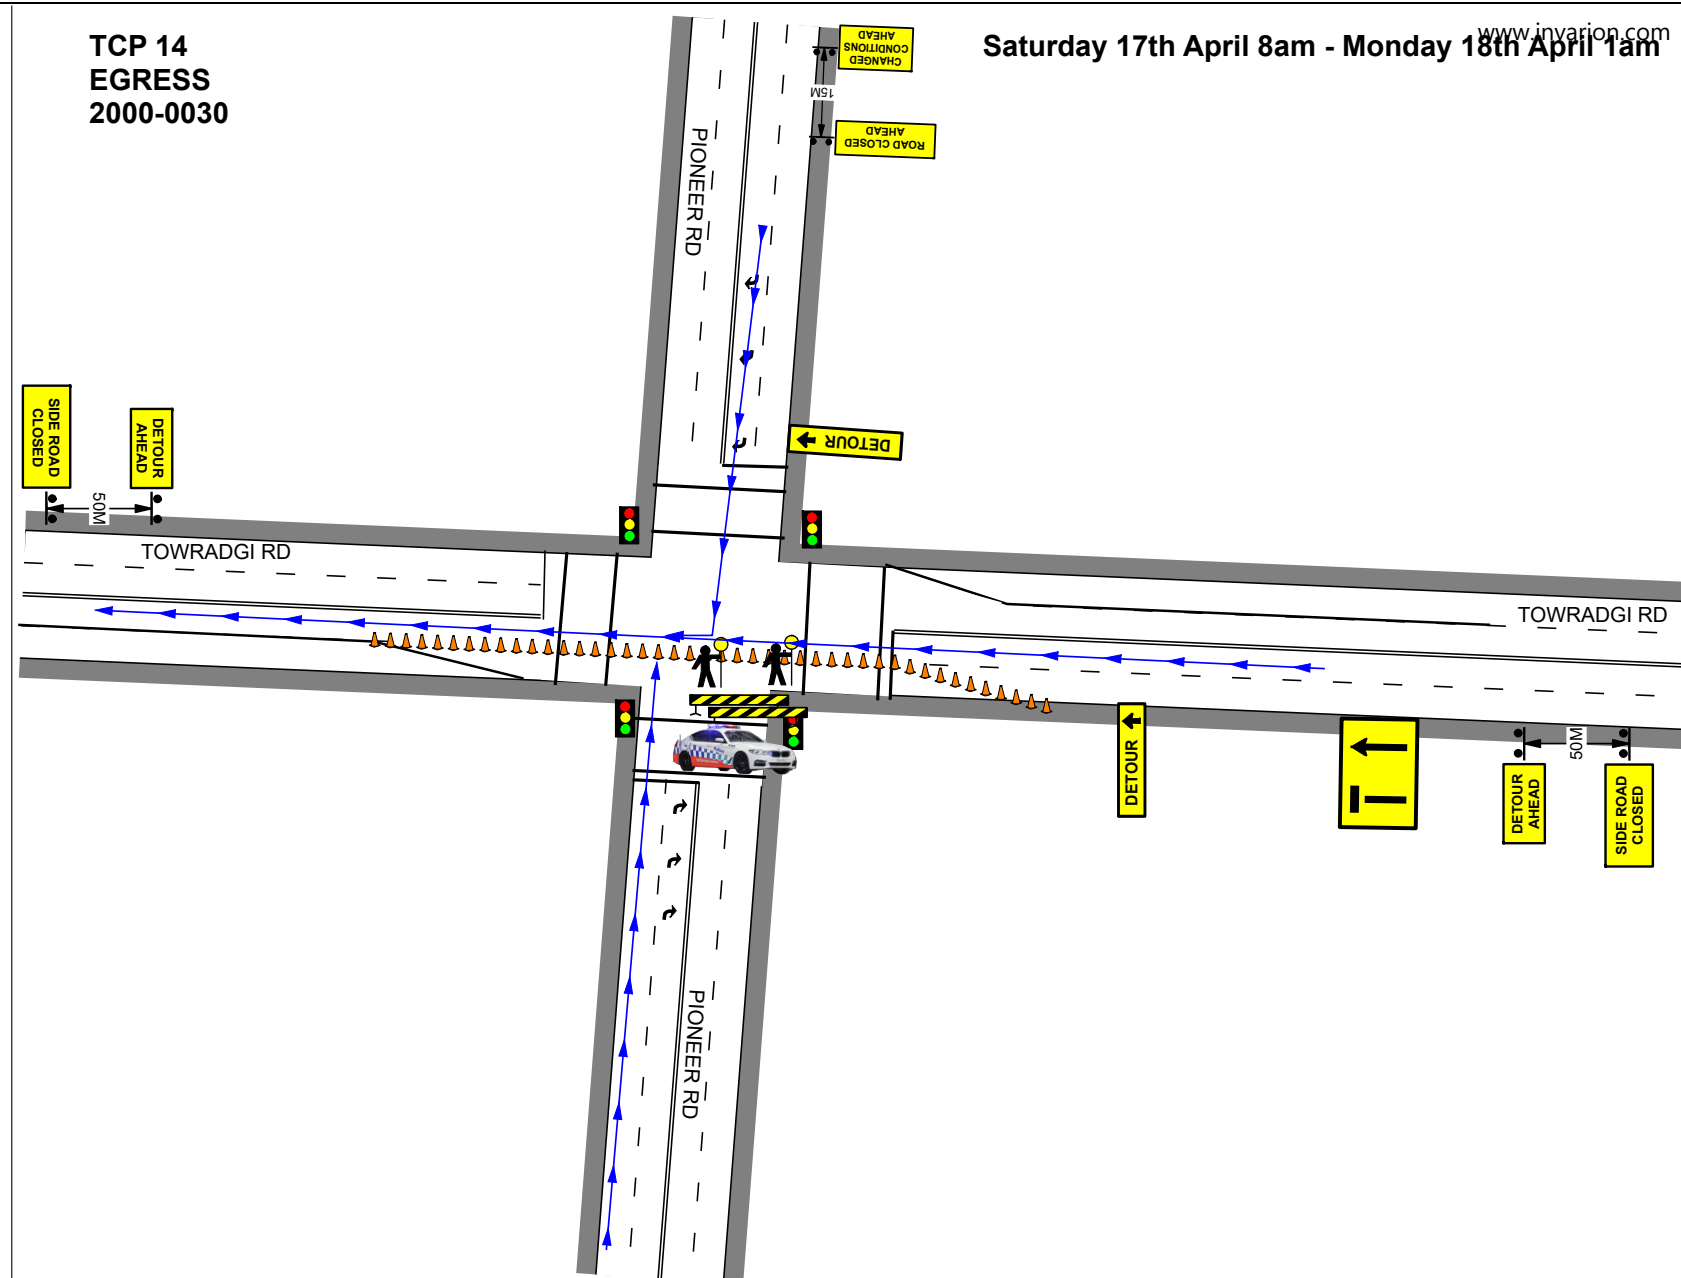 TCP 14
EGRESS
2000-0030
Saturday 17th April 8am - Monday 18th April 1am
www.invarion.com
CHANGED
CONDITIONS
AHEAD
15M
ROAD CLOSED
AHEAD
PIONEER RD
DETOUR
SIDE ROAD
CLOSED
DETOUR
AHEAD
50M
TOWRADGI RD
TOWRADGI RD
DETOUR
DETOUR
AHEAD
50M
SIDE ROAD
CLOSED
PIONEER RD